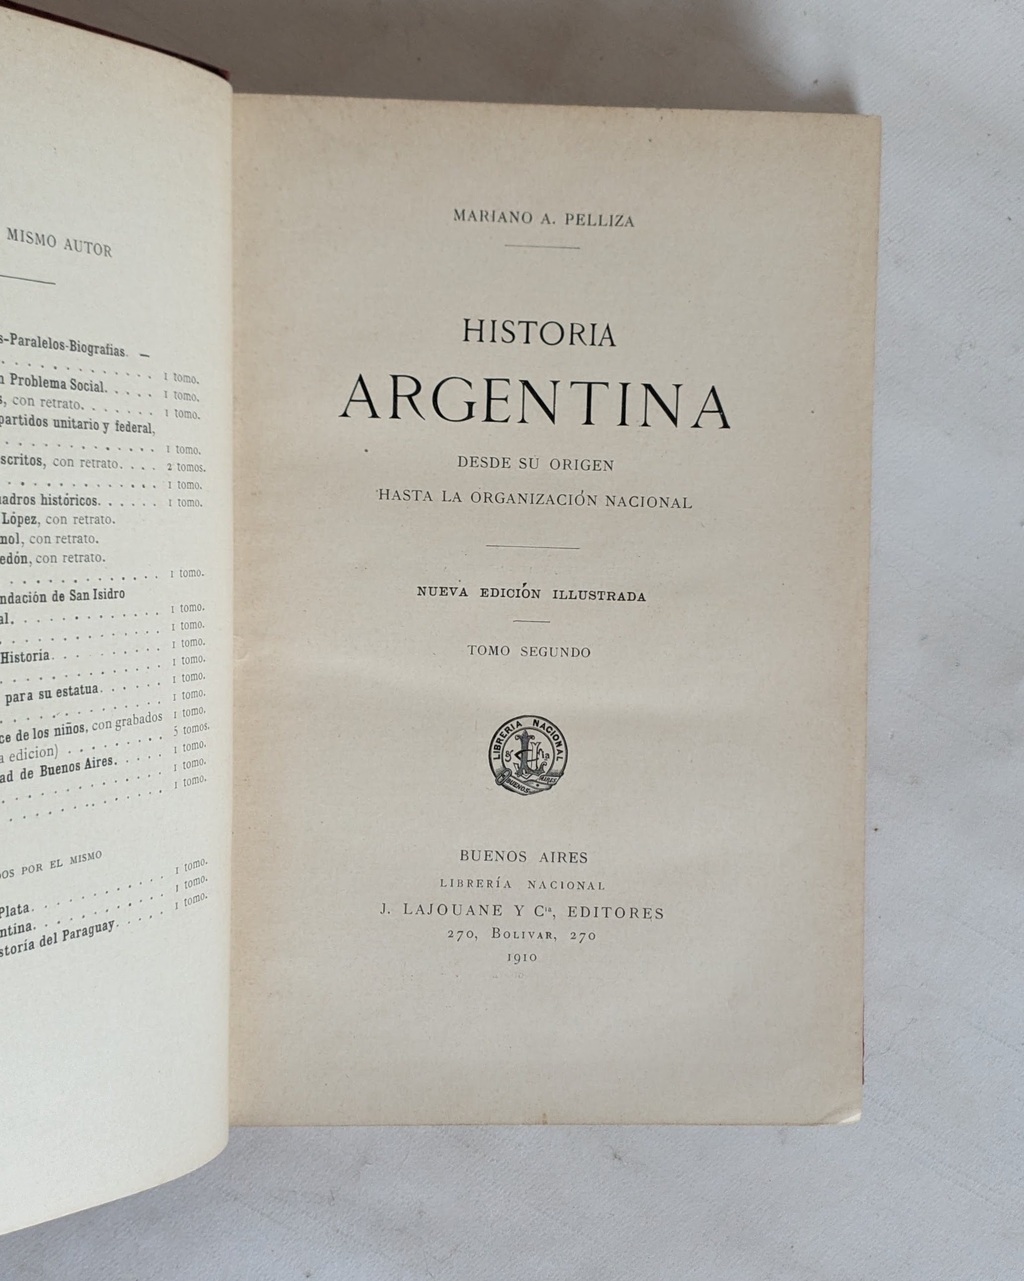 MISMO AUTOR
s-Paralelos-Biografias. —
. . . . . . . . . . . . 1 tomo.
n Problema Social. . . . . 1 tomo.
s, con retrato. . . . . . . 1 tomo.
partidos unitario y federal,
. . . . . . . . . . . . 1 tomo.
scritos, con retrato. . . . 2 tomos.
. . . . . . . . . . . . 1 tomo.
adros históricos. . . . . . 1 tomo.
López, con retrato.
mol, con retrato.
edón, con retrato.
. . . . . . . . . . . . 1 tomo.
ndación de San Isidro
al. . . . . . . . . . . . 1 tomo.
. . . . . . . . . . . . 1 tomo.
Historia. . . . . . . . . 1 tomo.
. . . . . . . . . . . . 1 tomo.
para su estatua. . . . . . 1 tomo.
. . . . . . . . . . . . 1 tomo.
ce de los niños, con grabados 1 tomo.
a edicion) . . . . . . . . 5 tomos.
ad de Buenos Aires. . . . . 1 tomo.
. . . . . . . . . . . . 1 tomo.
. . . . . . . . . . . . 1 tomo.
OS POR EL MISMO
. . . . . . . . . . . . 1 tomo.
Plata. . . . . . . . . . . 1 tomo.
ntina. . . . . . . . . . . 1 tomo.
storia del Paraguay. . . . .
MARIANO A. PELLIZA
HISTORIA
ARGENTINA
DESDE SU ORIGEN
HASTA LA ORGANIZACIÓN NACIONAL
NUEVA EDICIÓN ILLUSTRADA
TOMO SEGUNDO
LIBRERIA NACIONAL
BUENOS AIRES
BUENOS AIRES
LIBRERÍA NACIONAL
J. LAJOUANE Y Cia, EDITORES
270, BOLIVAR, 270
1910